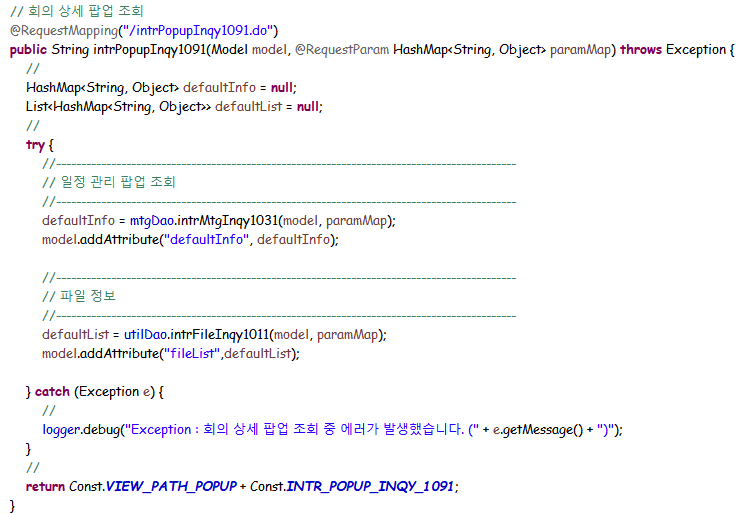 // 회의 상세 팝업 조회
@RequestMapping("/intrPopupInqy1091.do")
public String intrPopupInqy1091(Model model, @RequestParam HashMap<String, Object> paramMap) throws Exception {
//
HashMap<String, Object> defaultInfo = null;
List<HashMap<String, Object>> defaultList = null;
//
try {
//--------------------------------------------------------------------------------------------
// 일정 관리 팝업 조회
//--------------------------------------------------------------------------------------------
defaultInfo = mtgDao.intrMtgInqy1031(model, paramMap);
model.addAttribute("defaultInfo", defaultInfo);
//--------------------------------------------------------------------------------------------
// 파일 정보
//--------------------------------------------------------------------------------------------
defaultList = utilDao.intrFileInqy1011(model, paramMap);
model.addAttribute("fileList",defaultList);
} catch (Exception e) {
//
logger.debug("Exception : 회의 상세 팝업 조회 중 에러가 발생했습니다. (" + e.getMessage() + ")");
}
//
return Const.VIEW_PATH_POPUP + Const.INTR_POPUP_INQY_1091;
}